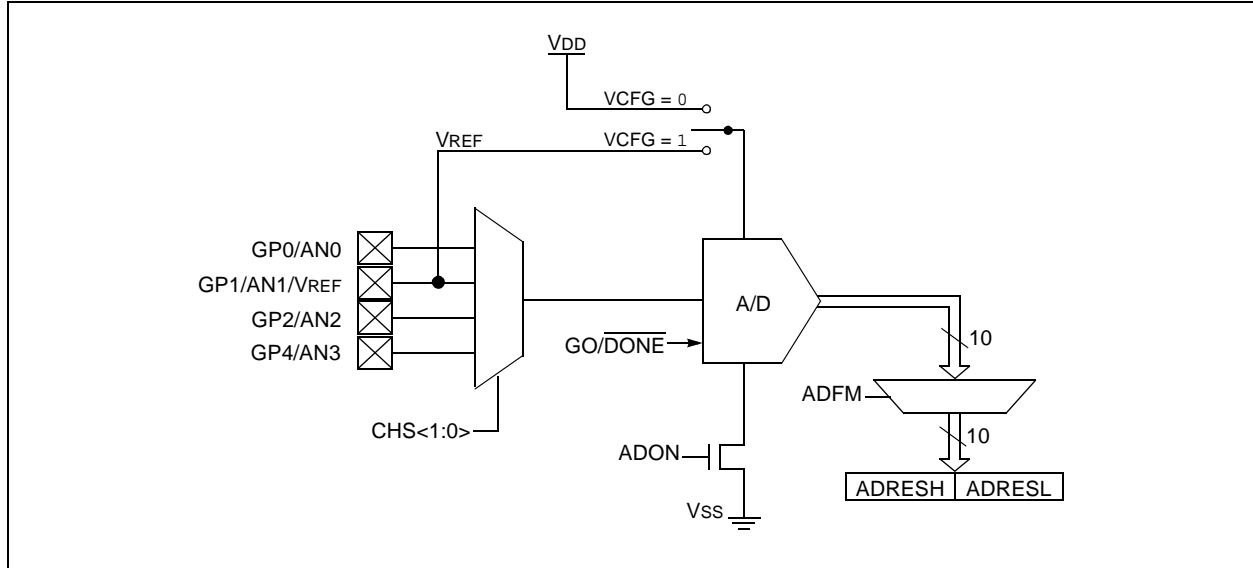 VDD
VCFG = 0
VREF
VCFG = 1
GP0/AN0
GP1/AN1/VREF
GP2/AN2
GP4/AN3
A/D
GO/DONE
10
ADFM
CHS<1:0>
10
ADON
ADRESH ADRESL
VSS